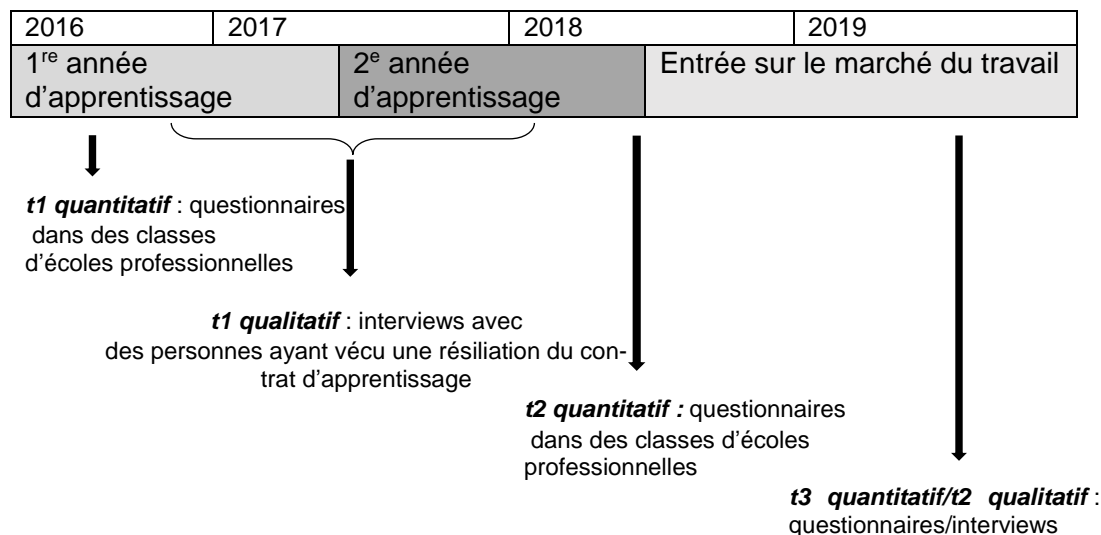 2016 2017 2018 2019
1re année
d'apprentissage
2e année
d'apprentissage
Entrée sur le marché du travail
t1 quantitatif : questionnaires
dans des classes
d'écoles professionnelles
t1 qualitatif : interviews avec
des personnes ayant vécu une résiliation du con-
trat d'apprentissage
t2 quantitatif : questionnaires
dans des classes d'écoles
professionnelles
t3 quantitatif/t2 qualitatif :
questionnaires/interviews